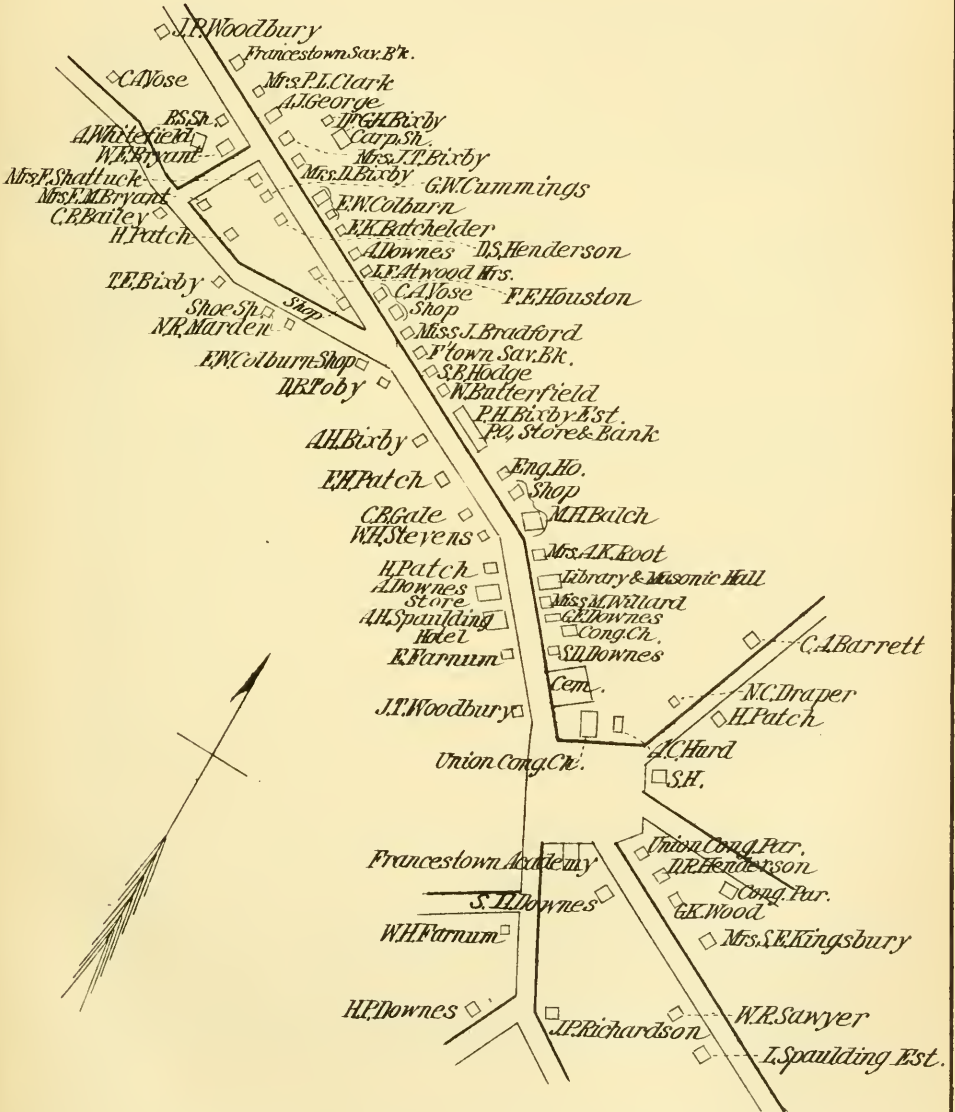 J.P. Woodbury
Francestown Sav. B'k.
C.A. Vose
Mrs. P.L. Clark
A.J. George
B.S. Sh.
Dr. G.H. Bixby
Carp. Sh.
A. Whitefield
W.F. Bryant
Mrs. J.T. Bixby
Mrs. F. Shattuck
Mrs. D. Bixby
G.W. Cummings
Mrs. F.M. Bryant
C.B. Bailey
F.W. Colburn
H. Patch
F.K. Batchelder
A. Downes
D.S. Henderson
T.E. Bixby
L.F. Atwood Mrs.
C.A. Vose
F.E. Houston
Shoe Sh.
Shop
Shop
N.R. Marden
Miss J. Bradford
F'town Sav. Bk.
E.W. Colburn Shop
S.B. Hodge
D.B. Toby
W. Butterfield
P.H. Bixby Est.
P.O., Store & Bank
A.H. Bixby
Eng. Ho.
F.H. Patch
Shop
C.B. Gale
M.H. Balch
W.H. Stevens
Mrs. A.K. Root
H. Patch
Library & Masonic Hall
A. Downes
Store
Miss M. Willard
G.F. Downes
A.H. Spaulding
Hotel
Cong. Ch.
E. Farnum
S.D. Downes
C.A. Barrett
Cem.
N.C. Draper
J.T. Woodbury
H. Patch
A.C. Hurd
Union Cong. Ch.
S.H.
Union Cong. Par.
Francestown Academy
D.R. Henderson
Cong. Par.
S. D. Downes
G.K. Wood
W.H. Farnum
Mrs. S.E. Kingsbury
H.P. Downes
W.R. Sawyer
J.P. Richardson
I. Spaulding Est.